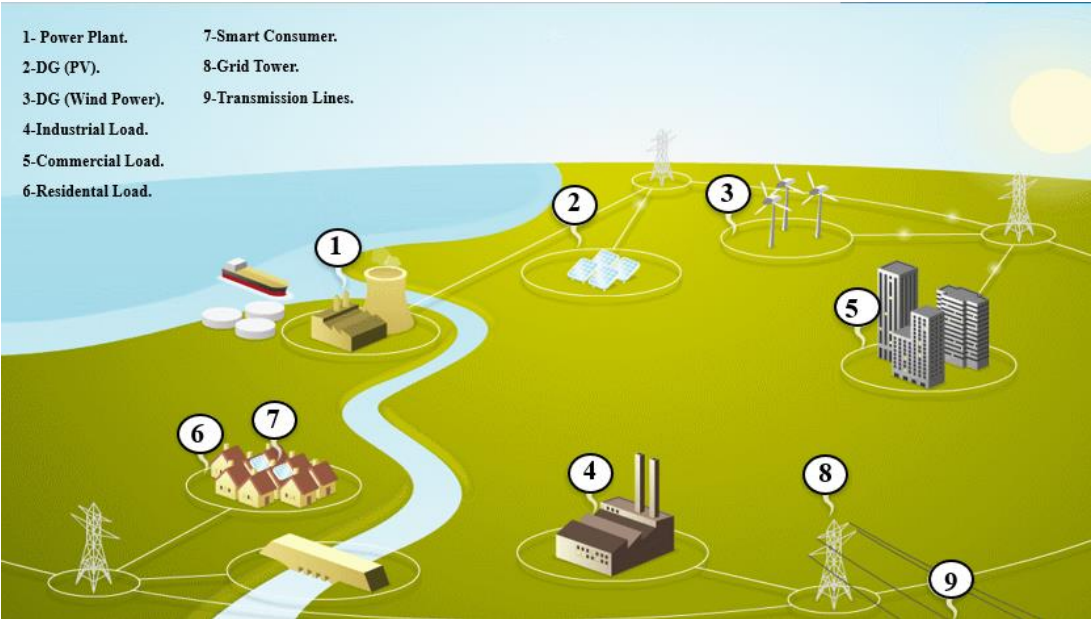 1- Power Plant.
2-DG (PV).
3-DG (Wind Power).
4-Industrial Load.
5-Commercial Load.
6-Residental Load.
7-Smart Consumer.
8-Grid Tower.
9-Transmission Lines.
3
2
1
5
7
6
4
8
9